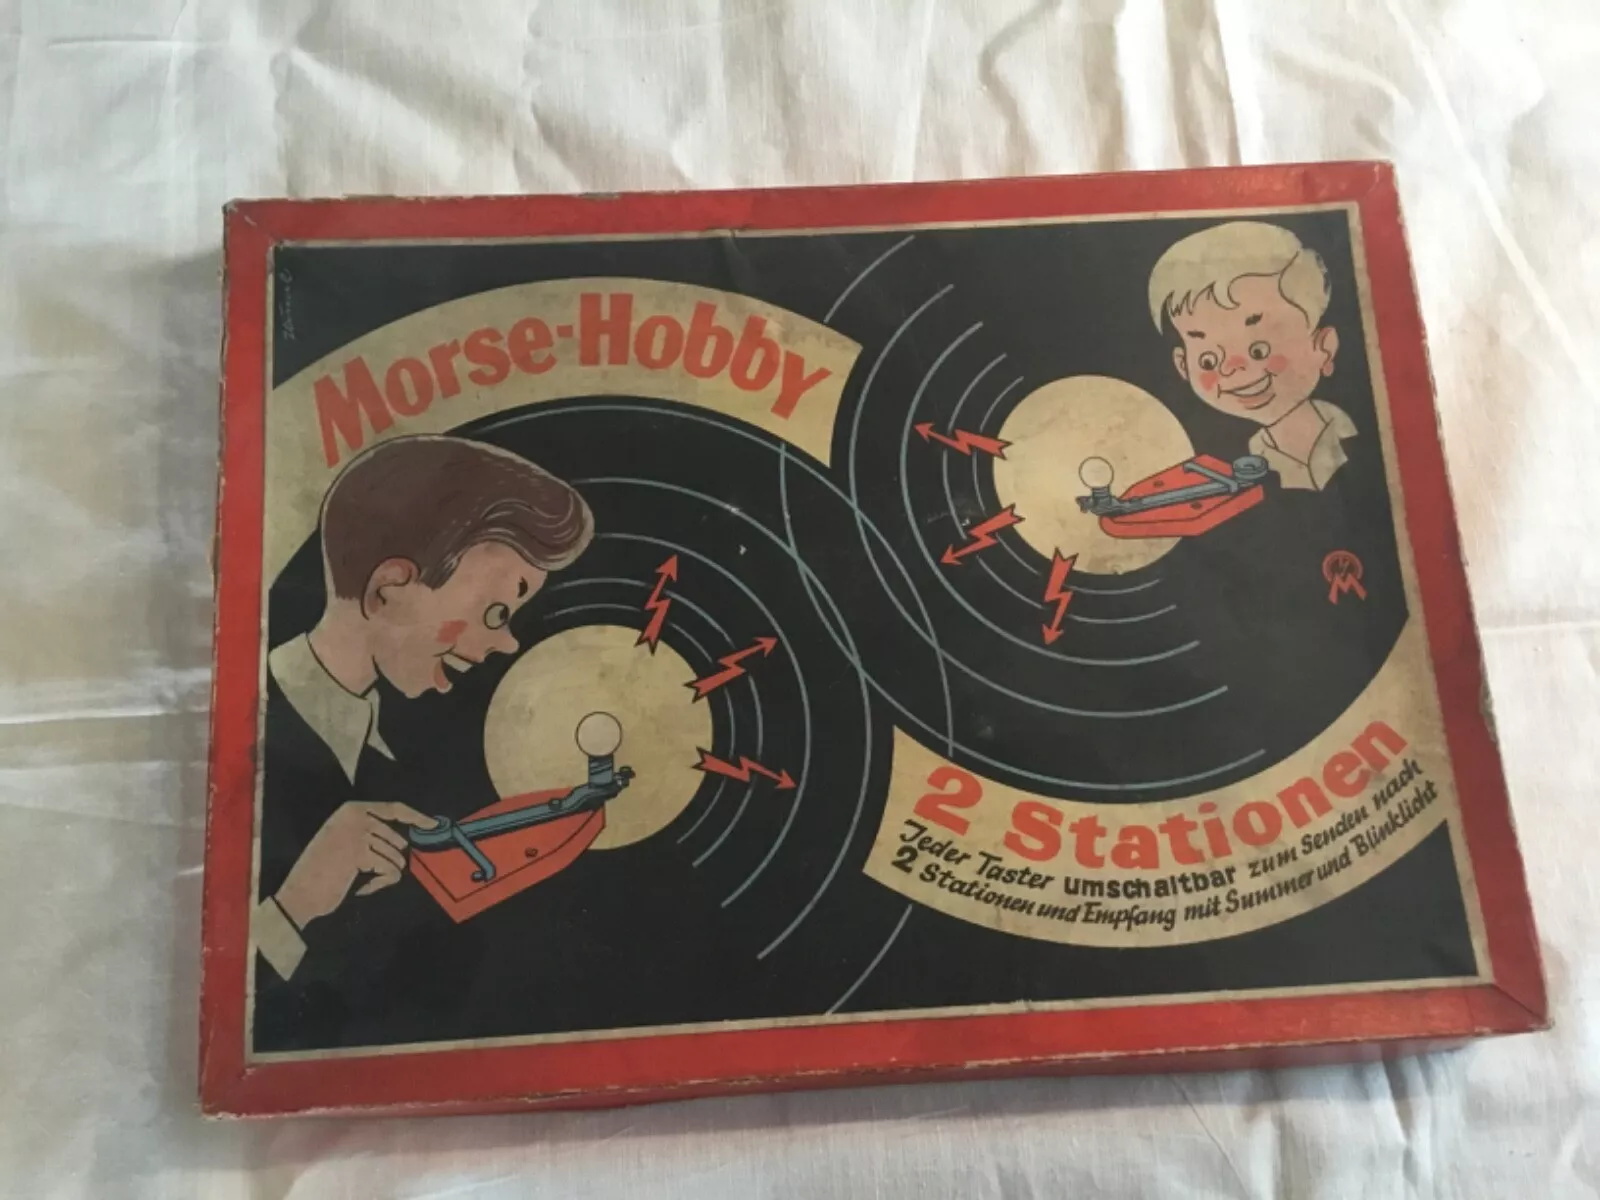 Morse-Hobby
2 Stationen
Jeder Taster umschaltbar zum Senden nach
2 Stationen und Empfang mit Summer und Blinklicht
M